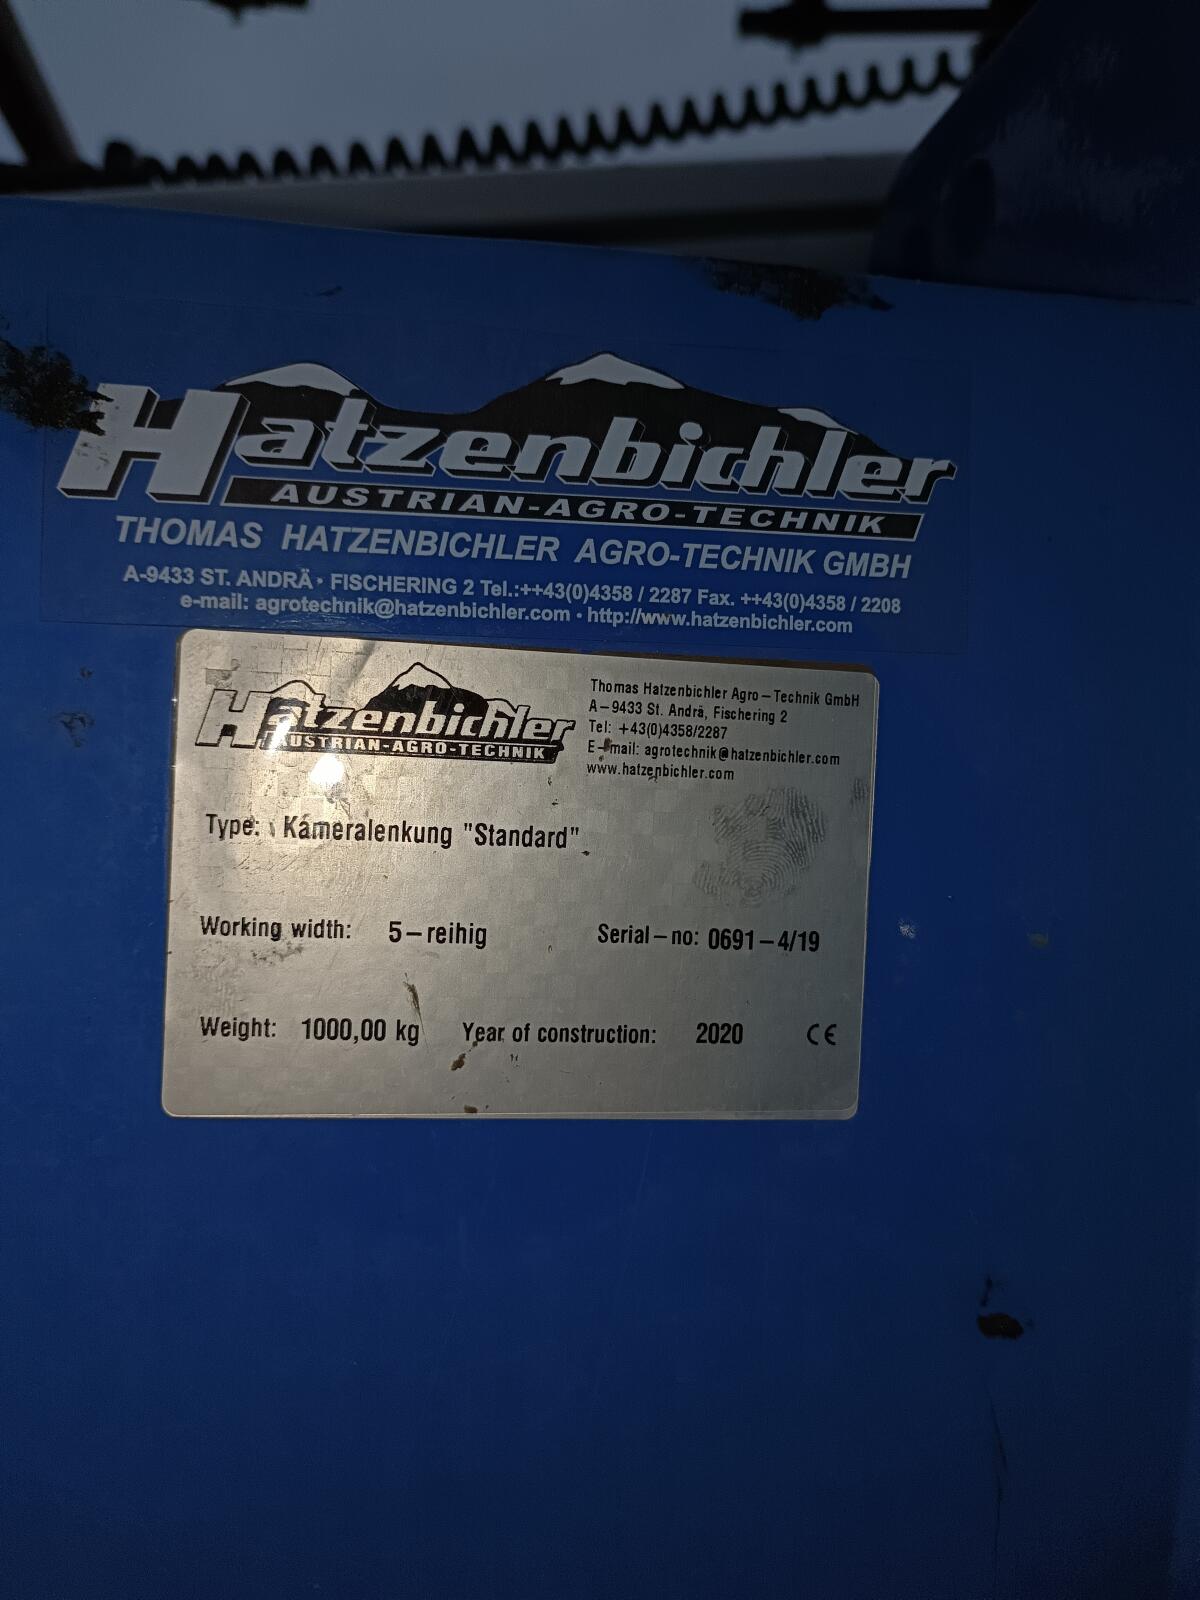 Hatzenbichler
AUSTRIAN-AGRO-TECHNIK
THOMAS HATZENBICHLER AGRO-TECHNIK GMBH
A-9433 ST. ANDRÄ • FISCHERING 2 Tel.:++43(0)4358 / 2287 Fax. ++43(0)4358 / 2208
e-mail: agrotechnik@hatzenbichler.com • http://www.hatzenbichler.com
Hatzenbichler
AUSTRIAN-AGRO-TECHNIK
Thomas Hatzenbichler Agro-Technik GmbH
A-9433 St. Andrä, Fischering 2
Tel: +43(0)4358/2287
E-mail: agrotechnik@hatzenbichler.com
www.hatzenbichler.com
Type: Kameralenkung "Standard"
Working width: 5-reihig Serial-no: 0691-4/19
Weight: 1000,00 kg Year of construction: 2020 CE